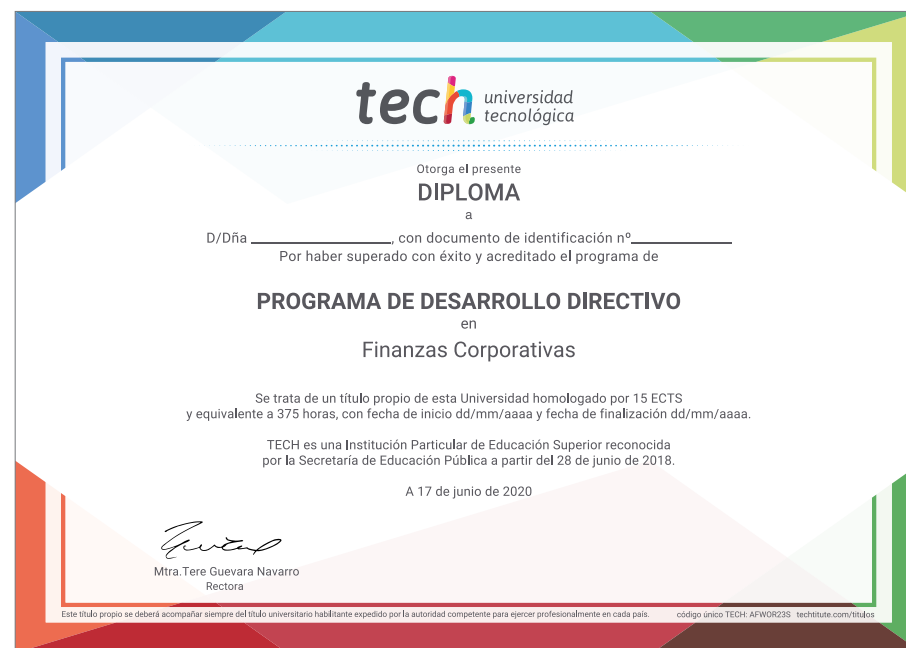 tech universidad
tecnológica
Otorga el presente
DIPLOMA
a
D/Dña ____________________, con documento de identificación nº______________
Por haber superado con éxito y acreditado el programa de
PROGRAMA DE DESARROLLO DIRECTIVO
en
Finanzas Corporativas
Se trata de un título propio de esta Universidad homologado por 15 ECTS
y equivalente a 375 horas, con fecha de inicio dd/mm/aaaa y fecha de finalización dd/mm/aaaa.
TECH es una Institución Particular de Educación Superior reconocida
por la Secretaría de Educación Pública a partir del 28 de junio de 2018.
A 17 de junio de 2020
Mtra.Tere Guevara Navarro
Rectora
Este título propio se deberá acompañar siempre del título universitario habilitante expedido por la autoridad competente para ejercer profesionalmente en cada país. código único TECH: AFWOR23S techtitute.com/titulos